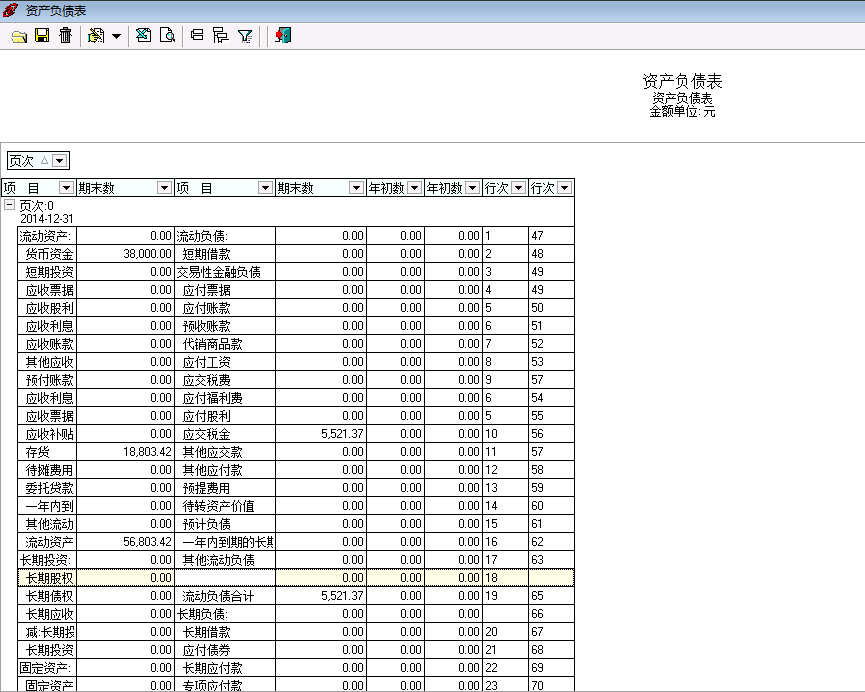 资产负债表
资产负债表
资产负债表
金额单位: 元
页次
项 目 期末数 项 目 期末数 年初数 年初数 行次 行次
页次:0
2014-12-31
流动资产: 0.00 流动负债: 0.00 0.00 0.00 1 47
货币资金 38,000.00 短期借款 0.00 0.00 0.00 2 48
短期投资 0.00 交易性金融负债 0.00 0.00 0.00 3 49
应收票据 0.00 应付票据 0.00 0.00 0.00 4 49
应收股利 0.00 应付账款 0.00 0.00 0.00 5 50
应收利息 0.00 预收账款 0.00 0.00 0.00 6 51
应收账款 0.00 代销商品款 0.00 0.00 0.00 7 52
其他应收 0.00 应付工资 0.00 0.00 0.00 8 53
预付账款 0.00 应交税费 0.00 0.00 0.00 9 57
应收利息 0.00 应付福利费 0.00 0.00 0.00 6 54
应收票据 0.00 应付股利 0.00 0.00 0.00 5 55
应收补贴 0.00 应交税金 5,521.37 0.00 0.00 10 56
存货 18,803.42 其他应交款 0.00 0.00 0.00 11 57
待摊费用 0.00 其他应付款 0.00 0.00 0.00 12 58
委托贷款 0.00 预提费用 0.00 0.00 0.00 13 59
一年内到 0.00 待转资产价值 0.00 0.00 0.00 14 60
其他流动 0.00 预计负债 0.00 0.00 0.00 15 61
流动资产 56,803.42 一年内到期的长期 0.00 0.00 0.00 16 62
长期投资: 0.00 其他流动负债 0.00 0.00 0.00 17 63
长期股权 0.00 0.00 0.00 0.00 18
长期债权 0.00 流动负债合计 5,521.37 0.00 0.00 19 65
长期应收 0.00 长期负债: 0.00 0.00 0.00 66
减:长期投 0.00 长期借款 0.00 0.00 0.00 20 67
长期投资 0.00 应付债券 0.00 0.00 0.00 21 68
固定资产: 0.00 长期应付款 0.00 0.00 0.00 22 69
固定资产 0.00 专项应付款 0.00 0.00 0.00 23 70